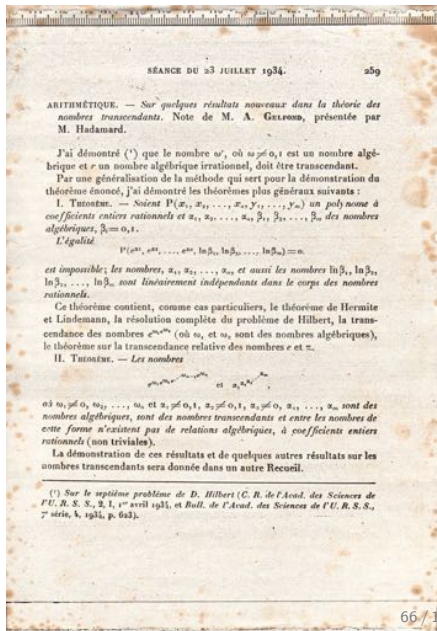 SÉANCE DU 23 JUILLET 1934. 259
ARITHMÉTIQUE. — Sur quelques résultats nouveaux dans la théorie des
nombres transcendants. Note de M. A. GELFOND, présentée par
M. Hadamard.
J'ai démontré (¹) que le nombre ωʳ, où ω≠0,1 est un nombre algé-
brique et r un nombre algébrique irrationnel, doit être transcendant.
Par une généralisation de la méthode qui sert pour la démonstration du
théorème énoncé, j'ai démontré les théorèmes plus généraux suivants :
I. THÉORÈME. — Soient P(x₁, x₂, . . ., xₙ, y₁, . . ., yₘ) un polynome à
coefficients entiers rationnels et α₁, α₂, . . ., αₙ, β₁, β₂, . . ., βₘ des nombres
algébriques, βᵢ≠0,1.
L'égalité
P(e^α₁, e^α₂, . . ., e^αₙ, ln β₁, ln β₂, . . ., ln βₘ) = 0,
est impossible; les nombres, α₁, α₂, . . ., αₙ, et aussi les nombres ln β₁, ln β₂,
ln β₃, . . ., ln βₘ sont linéairement indépendants dans le corps des nombres
rationnels.
Ce théorème contient, comme cas particuliers, le théorème de Hermite
et Lindemann, la résolution complète du problème de Hilbert, la trans-
cendance des nombres (où ω₁ et ω₂ sont des nombres algébriques),
le théorème sur la transcendance relative des nombres e et π.
II. THÉORÈME. — Les nombres
et
où ω₁≠0, ω₂, . . ., ωₙ et α₁≠0,1, α₂≠0,1, α₃≠0, α₄, . . ., αₘ sont des
nombres algébriques, sont des nombres transcendants et entre les nombres de
cette forme n'existent pas de relations algébriques, à coefficients entiers
rationnels (non triviales).
La démonstration de ces résultats et de quelques autres résultats sur les
nombres transcendants sera donnée dans un autre Recueil.
(¹) Sur le septième problème de D. Hilbert (C. R. de l'Acad. des Sciences de
l'U. R. S. S., 2, I, 1ᵉʳ avril 1934, et Bull. de l'Acad. des Sciences de l'U. R. S. S.,
7ᵉ série, 4, 1934, p. 623).
66 / 1